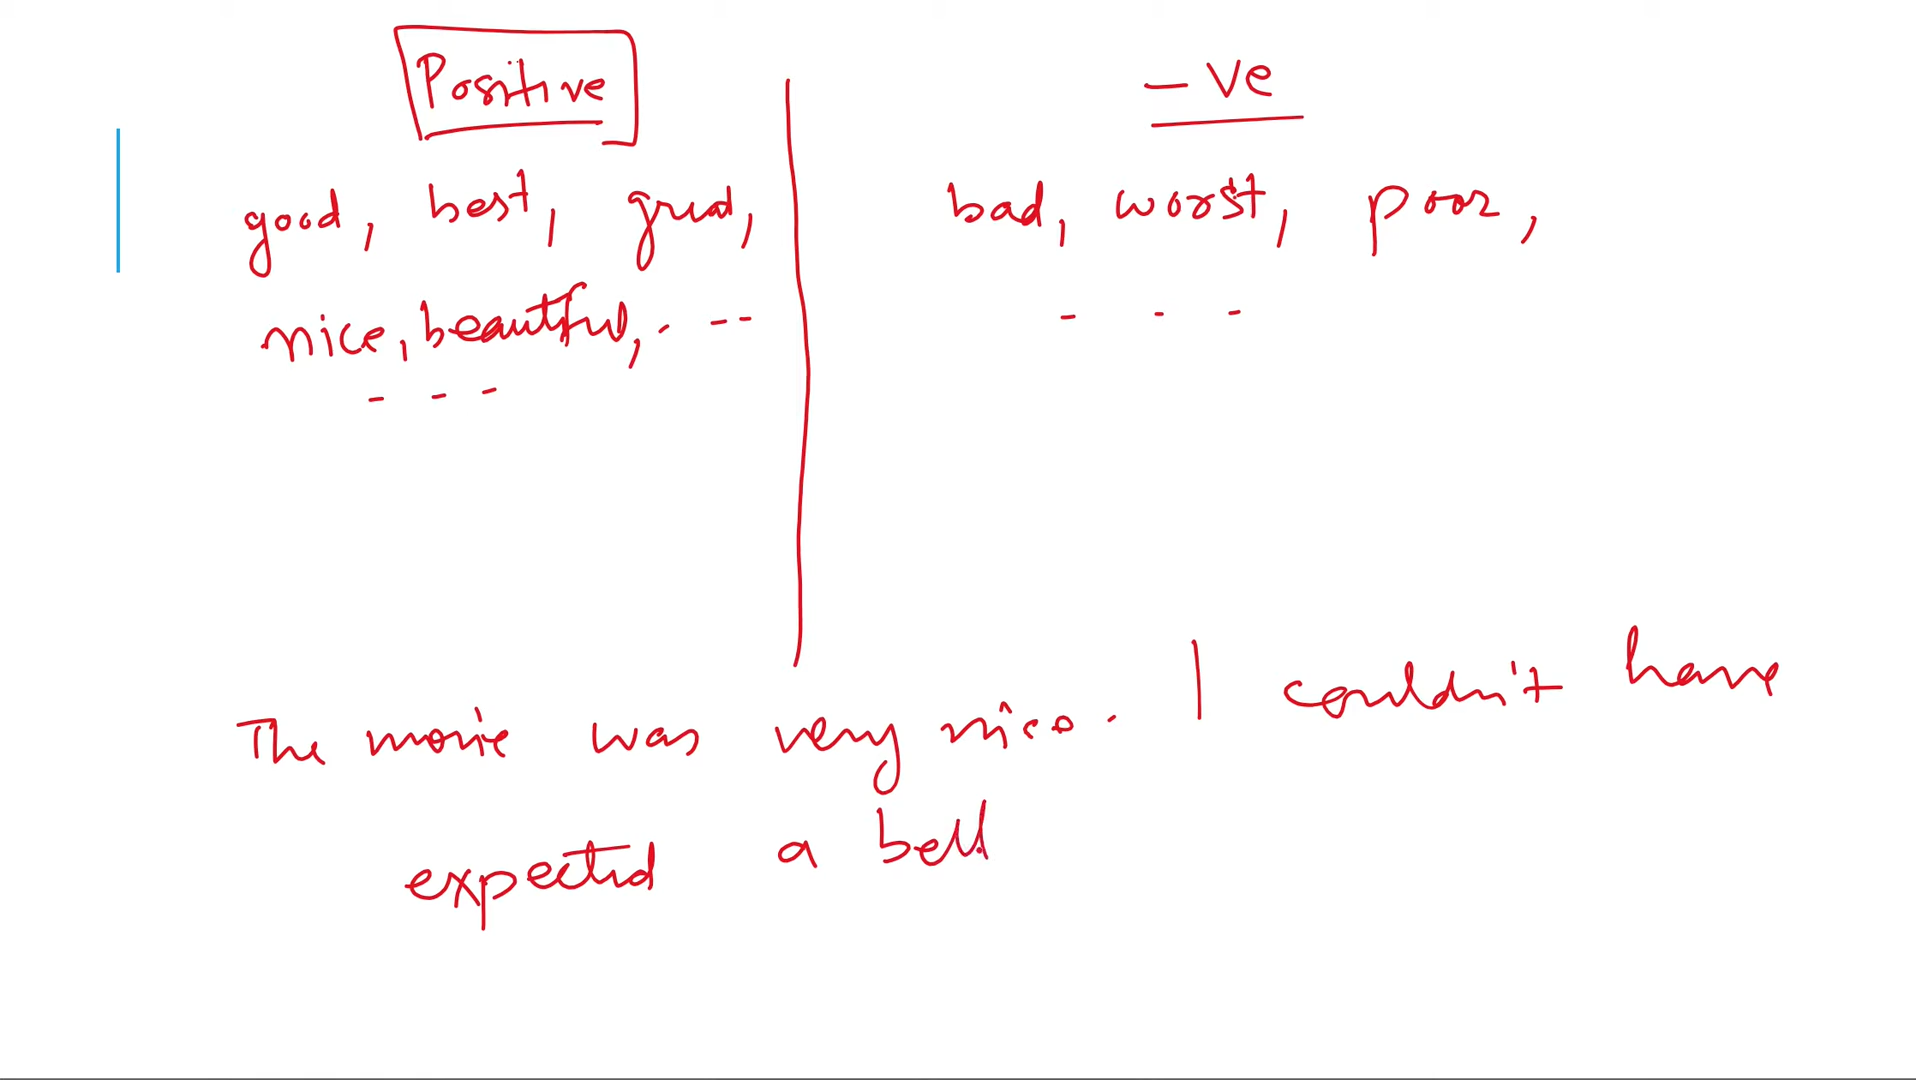 Positive
- ve
good, best, great,
bad, worst, poor,
nice, beautiful, - - -
- - -
- - -
The movie was very nice. I couldn't have
expected a bett